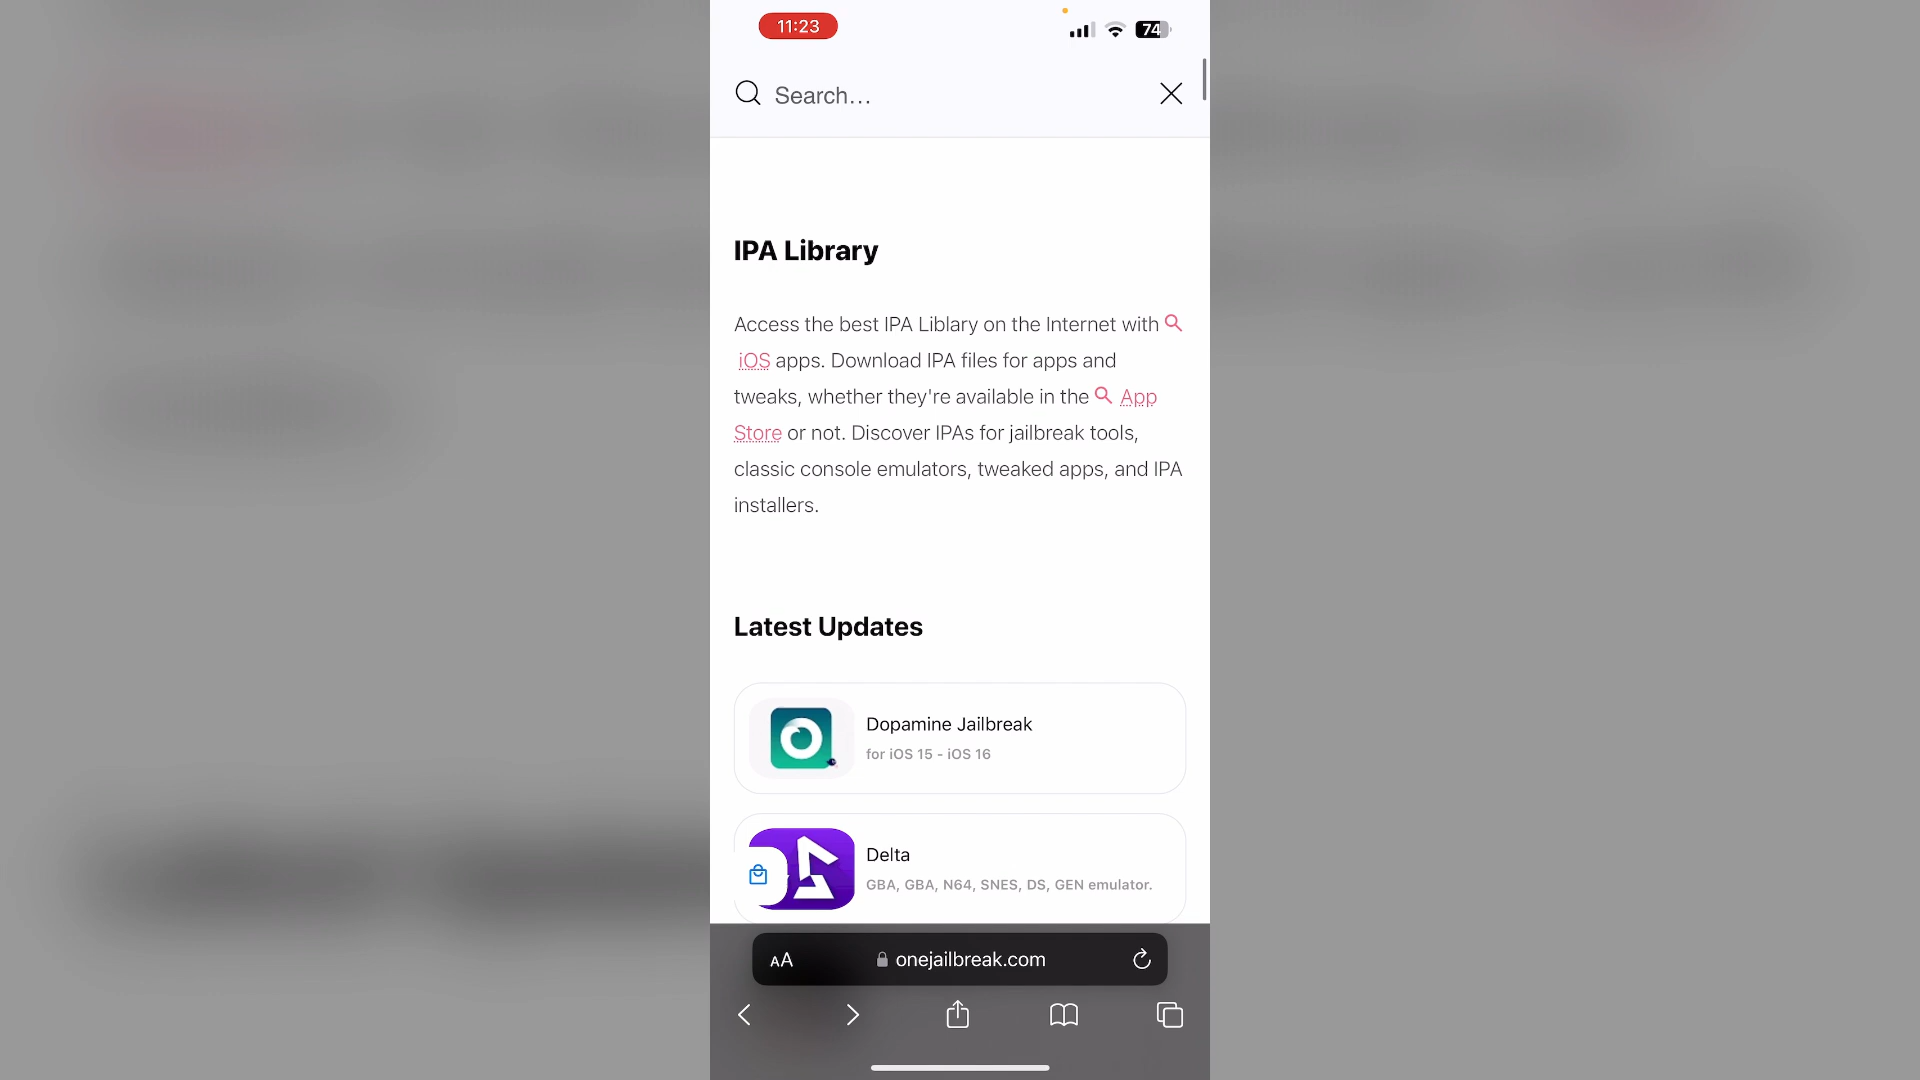 11:23
74
Search...
IPA Library
Access the best IPA Liblary on the Internet with
iOS apps. Download IPA files for apps and
tweaks, whether they're available in the App
Store or not. Discover IPAs for jailbreak tools,
classic console emulators, tweaked apps, and IPA
installers.
Latest Updates
Dopamine Jailbreak
for iOS 15 - iOS 16
Delta
GBA, GBA, N64, SNES, DS, GEN emulator.
AA onejailbreak.com